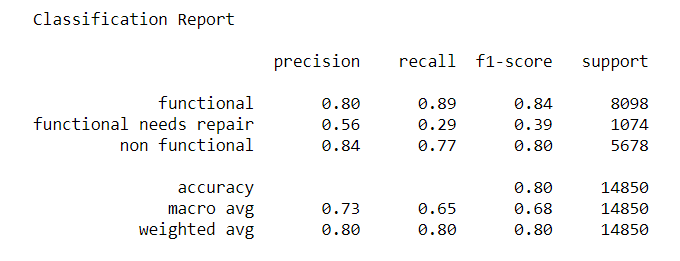 Classification Report
precision recall f1-score support
functional 0.80 0.89 0.84 8098
functional needs repair 0.56 0.29 0.39 1074
non functional 0.84 0.77 0.80 5678
accuracy 0.80 14850
macro avg 0.73 0.65 0.68 14850
weighted avg 0.80 0.80 0.80 14850